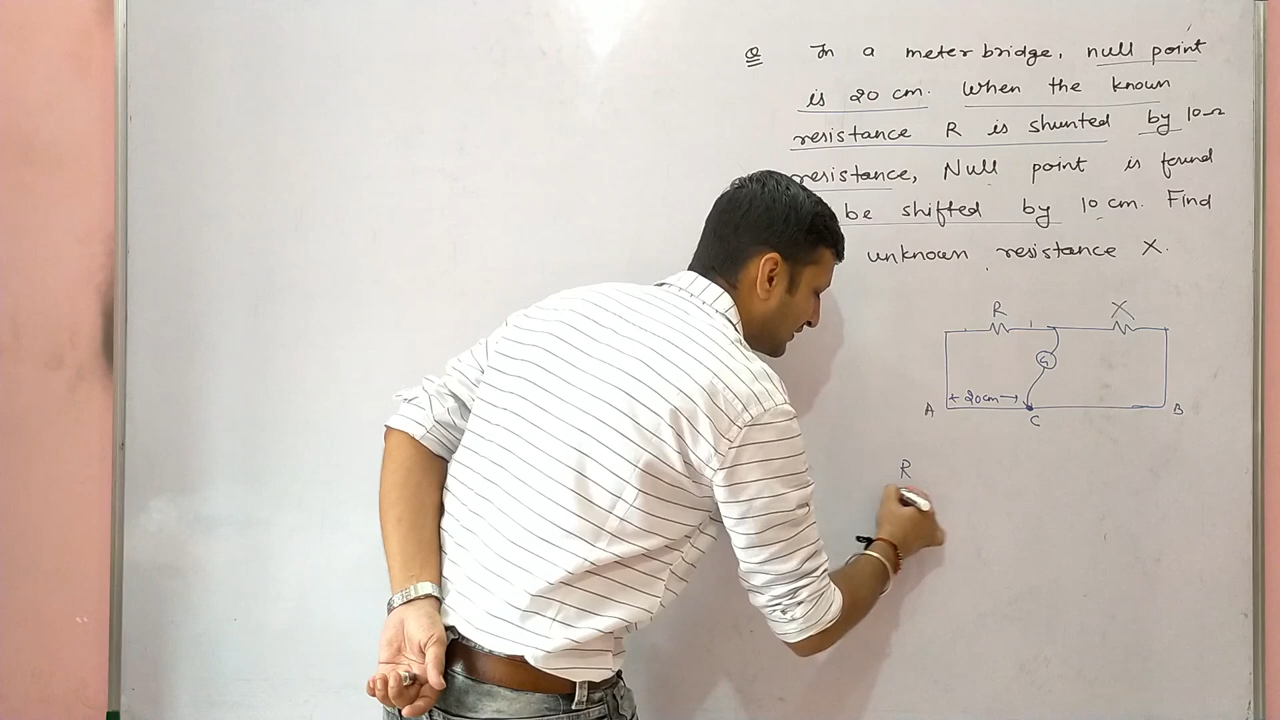 Q In a meter bridge, null point
is 20 cm. When the known
resistance R is shunted by 10Ω
resistance, Null point is found
be shifted by 10 cm. Find
unknown resistance X.
R X
G
A 20cm C B
R